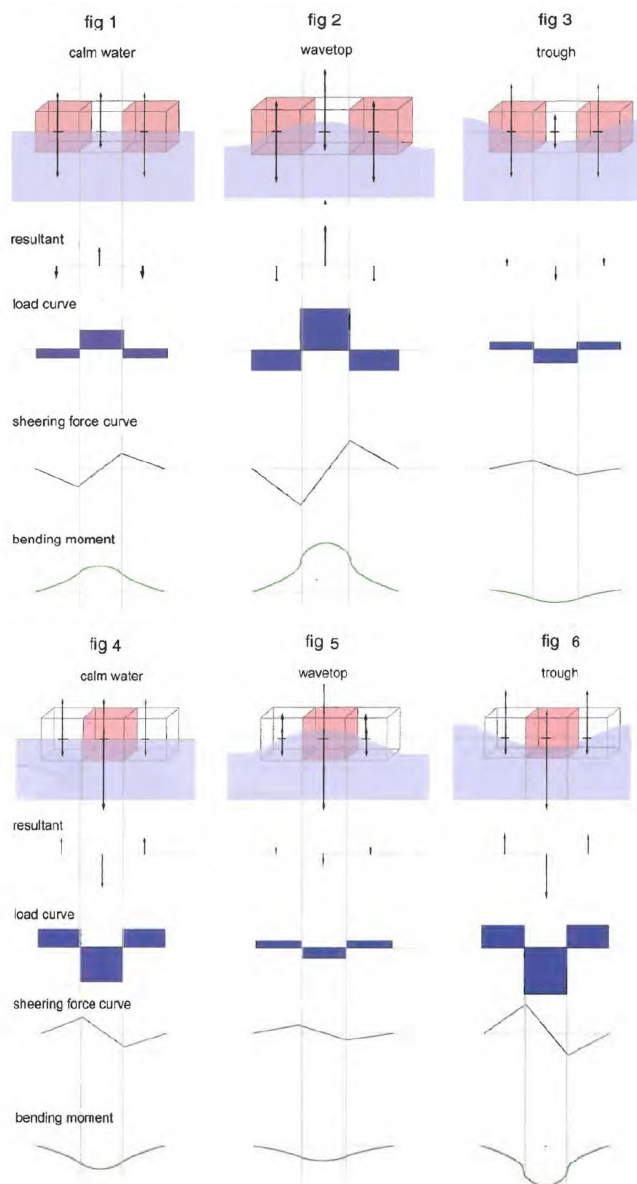 fig 1 fig 2 fig 3
calm water wavetop trough
resultant
load curve
sheering force curve
bending moment
fig 4 fig 5 fig 6
calm water wavetop trough
resultant
load curve
sheering force curve
bending moment